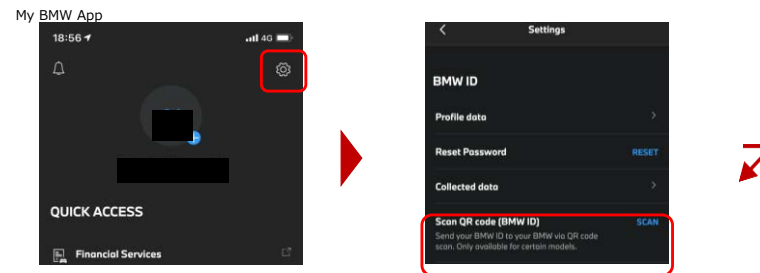 My BMW App
18:56
4G
QUICK ACCESS
Financial Services
Settings
BMW ID
Profile data
Reset Password RESET
Collected data
Scan QR code (BMW ID) SCAN
Send your BMW ID to your BMW via QR code
scan. Only available for certain models.